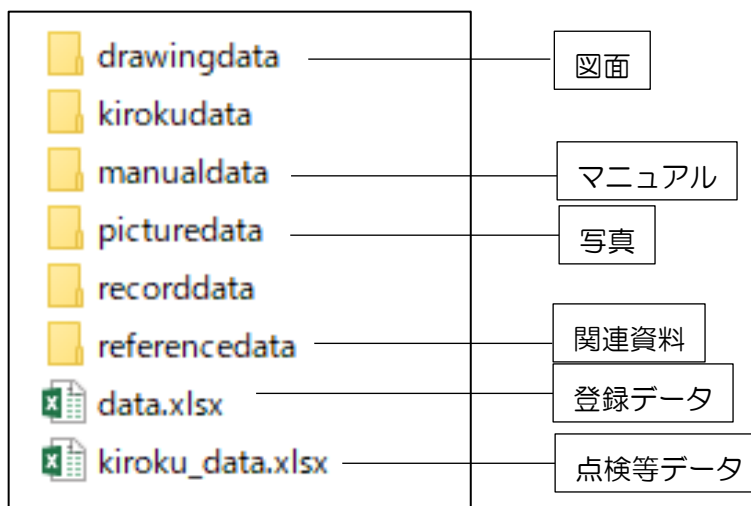 drawingdata 図面
kirokudata
manualdata マニュアル
picturedata 写真
recorddata
referencedata 関連資料
data.xlsx 登録データ
kiroku_data.xlsx 点検等データ